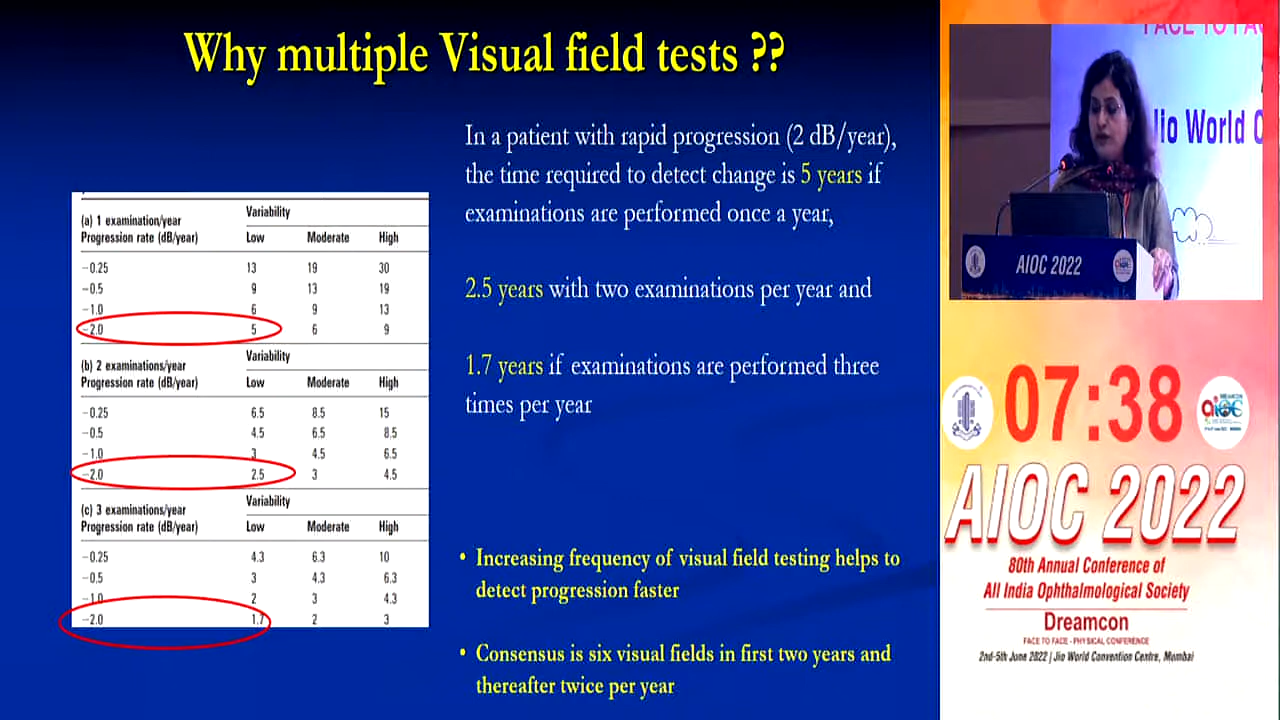 Why multiple Visual field tests ??
(a) 1 examination/year
Progression rate (dB/year)
Variability
Low Moderate High
−0.25 13 19 30
−0.5 9 13 19
−1.0 6 9 13
−2.0 5 6 9
(b) 2 examinations/year
Progression rate (dB/year)
Variability
Low Moderate High
−0.25 6.5 8.5 15
−0.5 4.5 6.5 8.5
−1.0 3 4.5 6.5
−2.0 2.5 3 4.5
(c) 3 examinations/year
Progression rate (dB/year)
Variability
Low Moderate High
−0.25 4.3 6.3 10
−0.5 3 4.3 6.3
−1.0 2 3 4.3
−2.0 1.7 2 3
In a patient with rapid progression (2 dB/year),
the time required to detect change is 5 years if
examinations are performed once a year,
2.5 years with two examinations per year and
1.7 years if examinations are performed three
times per year
• Increasing frequency of visual field testing helps to
detect progression faster
• Consensus is six visual fields in first two years and
thereafter twice per year
FACE TO FA
Jio World C
AIOC 2022
07:38
AIOC 2022
80th Annual Conference of
All India Ophthalmological Society
Dreamcon
FACE TO FACE - PHYSICAL CONFERENCE
2nd-5th June 2022 | Jio World Convention Centre, Mumbai